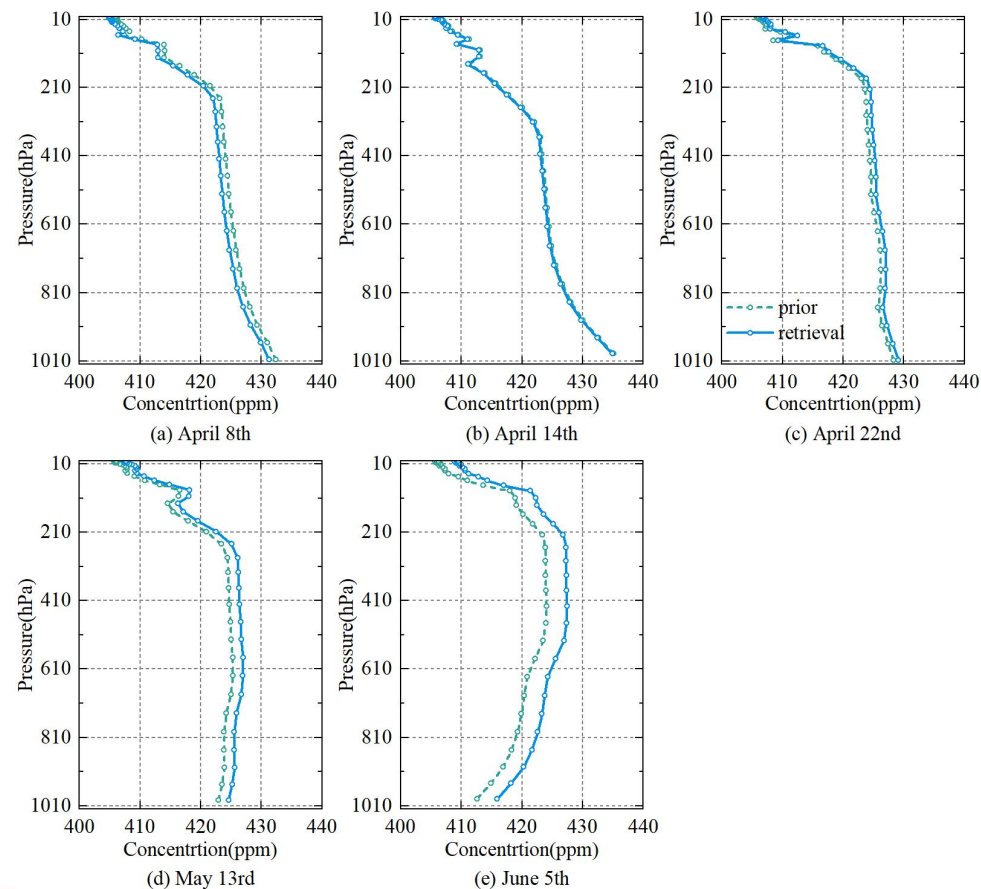 10
210
410
610
810
1010
Pressure(hPa)
400 410 420 430 440
Concentrtion(ppm)
(a) April 8th
10
210
410
610
810
1010
Pressure(hPa)
400 410 420 430 440
Concentrtion(ppm)
(b) April 14th
10
210
410
610
810
1010
Pressure(hPa)
prior
retrieval
400 410 420 430 440
Concentrtion(ppm)
(c) April 22nd
10
210
410
610
810
1010
Pressure(hPa)
400 410 420 430 440
Concentrtion(ppm)
(d) May 13rd
10
210
410
610
810
1010
Pressure(hPa)
400 410 420 430 440
Concentrtion(ppm)
(e) June 5th